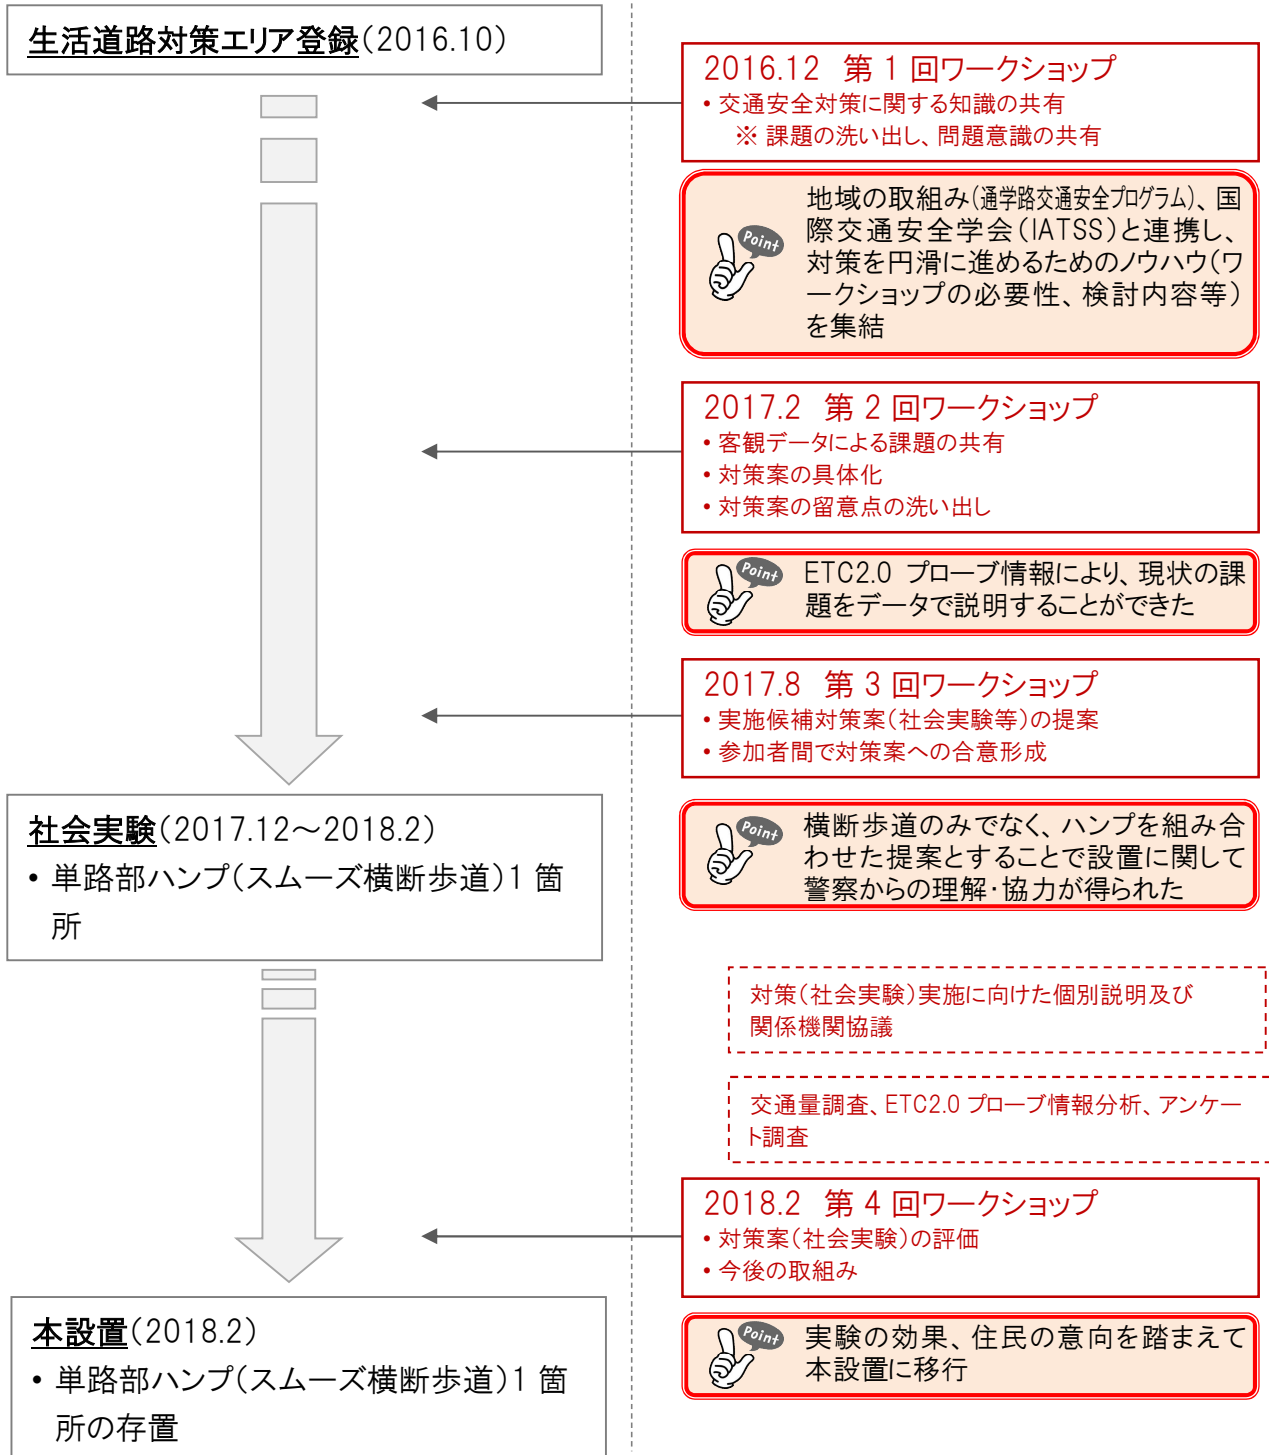 生活道路対策エリア登録(2016.10)
2016.12 第 1 回ワークショップ
• 交通安全対策に関する知識の共有
※ 課題の洗い出し、問題意識の共有
Point
地域の取組み(通学路交通安全プログラム)、国
際交通安全学会(IATSS)と連携し、
対策を円滑に進めるためのノウハウ(ワ
ークショップの必要性、検討内容等)
を集結
2017.2 第 2 回ワークショップ
• 客観データによる課題の共有
• 対策案の具体化
• 対策案の留意点の洗い出し
Point
ETC2.0 プローブ情報により、現状の課
題をデータで説明することができた
2017.8 第 3 回ワークショップ
• 実施候補対策案(社会実験等)の提案
• 参加者間で対策案への合意形成
社会実験(2017.12～2018.2)
• 単路部ハンプ(スムーズ横断歩道)1 箇
所
Point
横断歩道のみでなく、ハンプを組み合
わせた提案とすることで設置に関して
警察からの理解・協力が得られた
対策(社会実験)実施に向けた個別説明及び
関係機関協議
交通量調査、ETC2.0 プローブ情報分析、アンケー
ト調査
2018.2 第 4 回ワークショップ
• 対策案(社会実験)の評価
• 今後の取組み
本設置(2018.2)
• 単路部ハンプ(スムーズ横断歩道)1 箇
所の存置
Point
実験の効果、住民の意向を踏まえて
本設置に移行